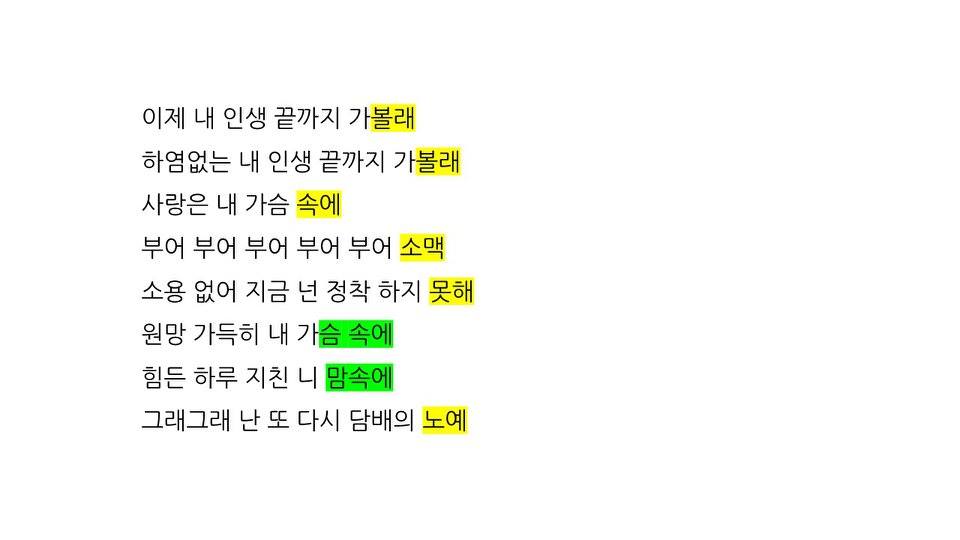 이제 내 인생 끝까지 가볼래
하염없는 내 인생 끝까지 가볼래
사랑은 내 가슴 속에
부어 부어 부어 부어 부어 소맥
소용 없어 지금 넌 정착 하지 못해
원망 가득히 내 가슴 속에
힘든 하루 지친 니 맘속에
그래그래 난 또 다시 담배의 노예